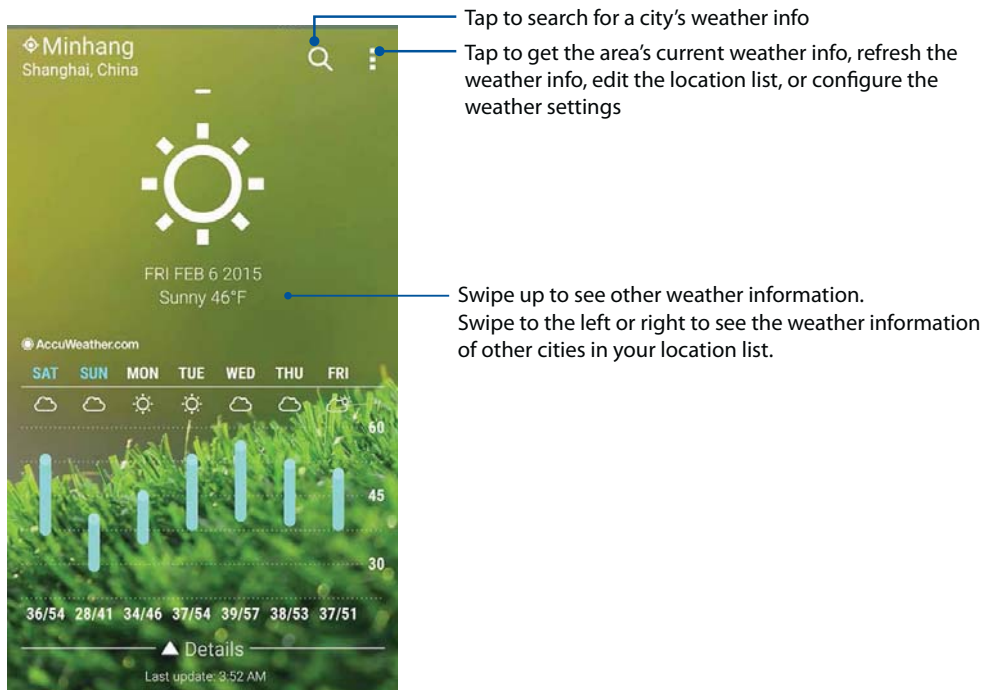 Tap to search for a city's weather info
Tap to get the area's current weather info, refresh the
weather info, edit the location list, or configure the
weather settings
Minhang
Shanghai, China
FRI FEB 6 2015
Sunny 46°F
Swipe up to see other weather information.
Swipe to the left or right to see the weather information
of other cities in your location list.
AccuWeather.com
SAT SUN MON TUE WED THU FRI
60
45
30
36/54 28/41 34/46 37/54 39/57 38/53 37/51
Details
Last update: 3:52 AM